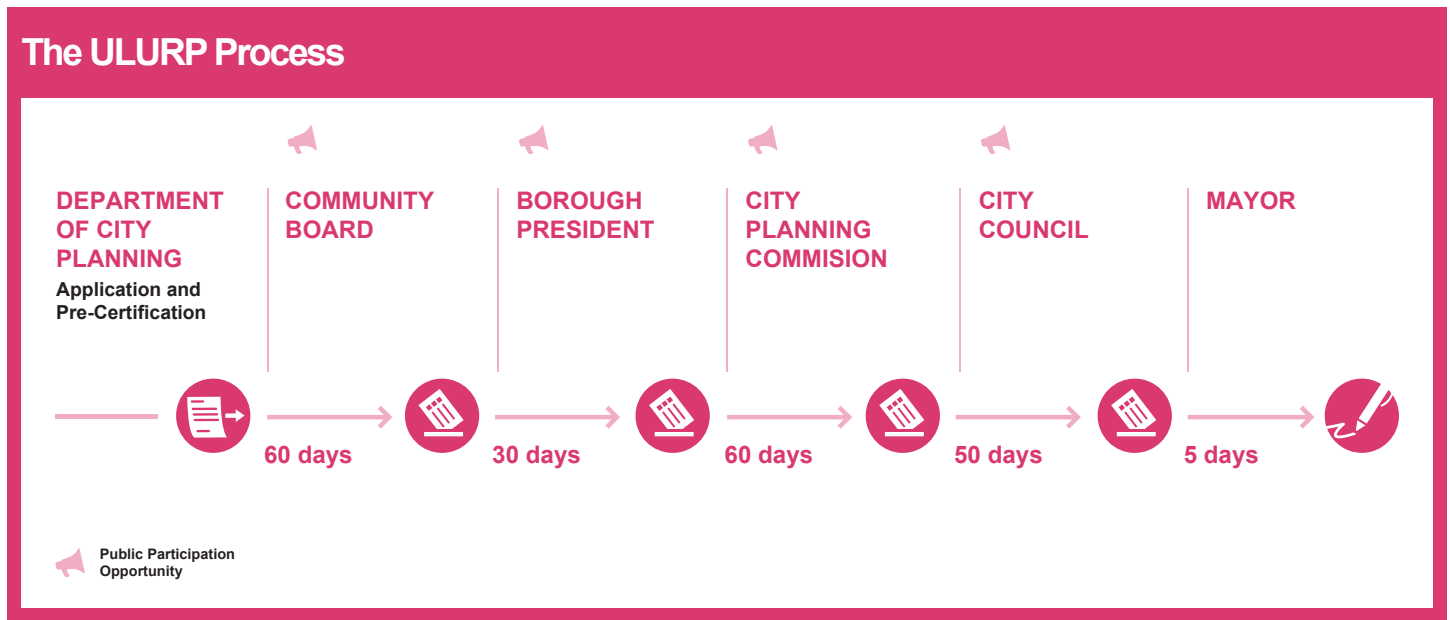 The ULURP Process
DEPARTMENT
OF CITY
PLANNING
Application and
Pre-Certification
COMMUNITY
BOARD
BOROUGH
PRESIDENT
CITY
PLANNING
COMMISION
CITY
COUNCIL
MAYOR
60 days
30 days
60 days
50 days
5 days
Public Participation
Opportunity